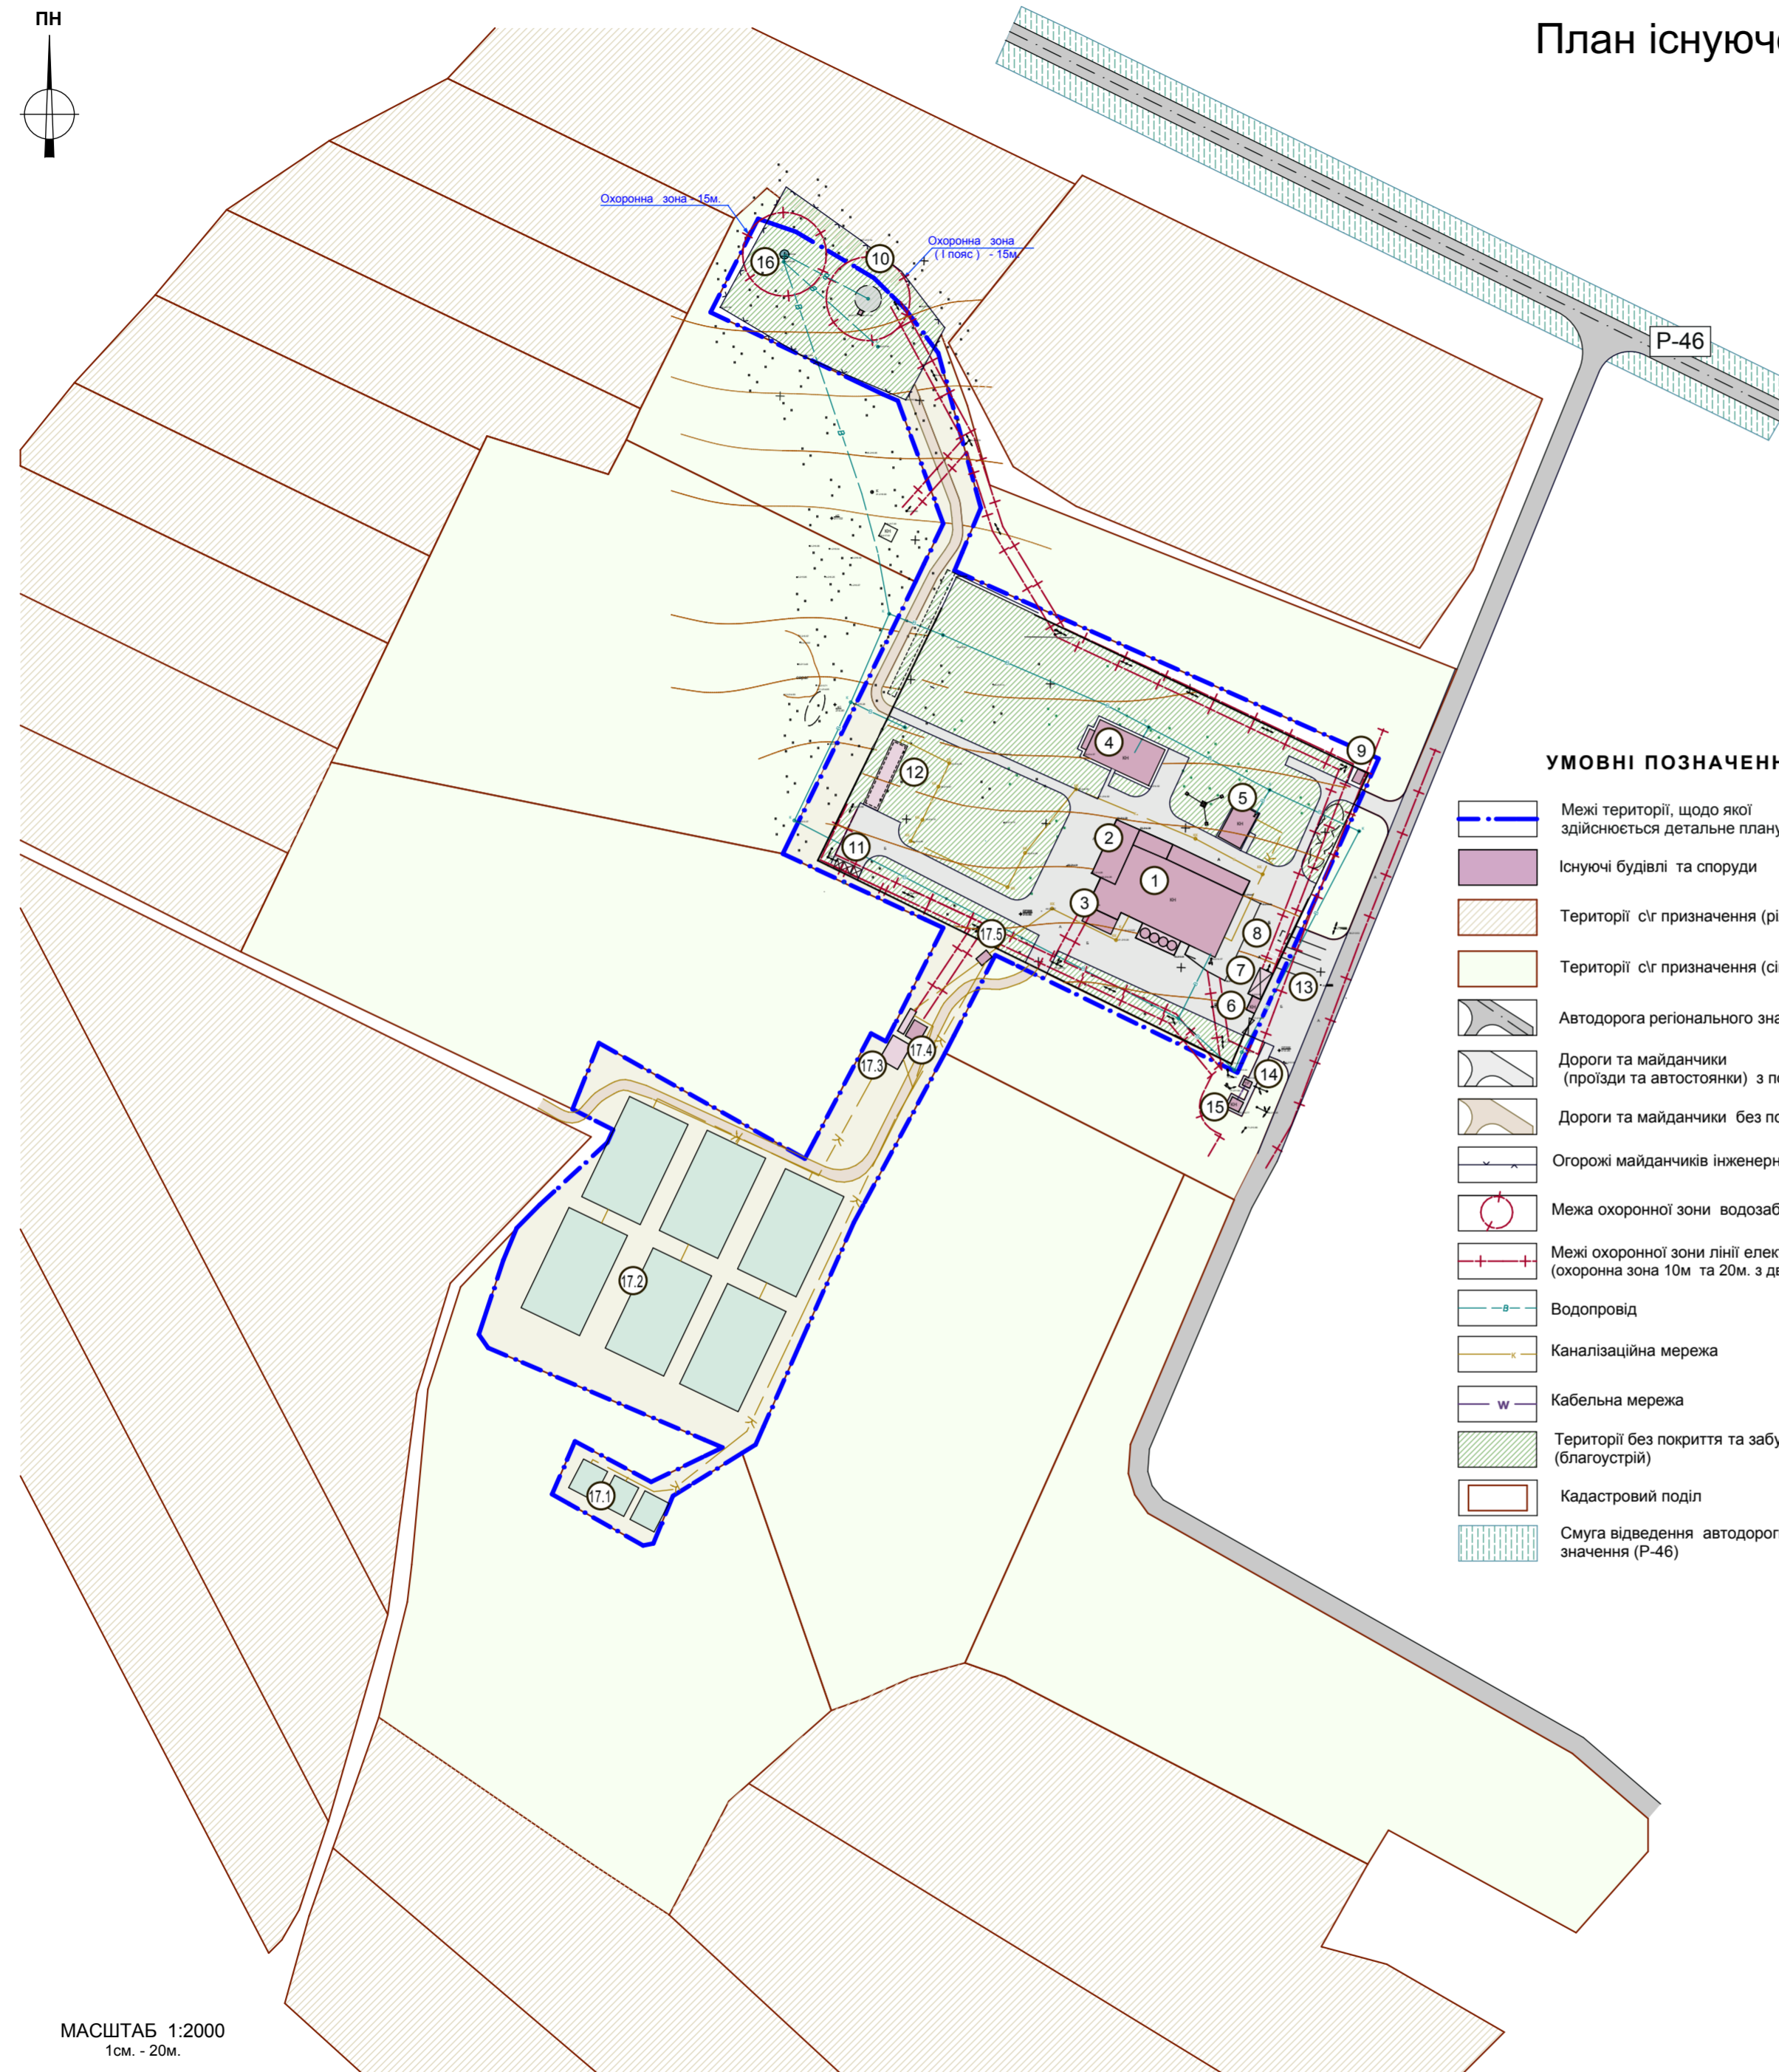 ПН
План існуючо
Охоронна зона - 15м.
Охоронна зона
( I пояс ) - 15м
16
10
Р-46
4
9
5
12
2
11
1
3
17.5
8
7
13
6
17.4
17.3
14
15
17.2
17.1
УМОВНІ ПОЗНАЧЕНН
Межі території, щодо якої
здійснюється детальне плану
Існуючі будівлі та споруди
Території с\г призначення (рі
Території с\г призначення (сі
Автодорога регіонального зна
Дороги та майданчики
(проїзди та автостоянки) з по
Дороги та майданчики без по
Огорожі майданчиків інженерн
Межа охоронної зони водозаб
Межі охоронної зони лінії елек
(охоронна зона 10м та 20м. з дв
В
Водопровід
К
Каналізаційна мережа
W
Кабельна мережа
Території без покриття та забу
(благоустрій)
Кадастровий поділ
Смуга відведення автодорог
значення (Р-46)
МАСШТАБ 1:2000
1см. - 20м.